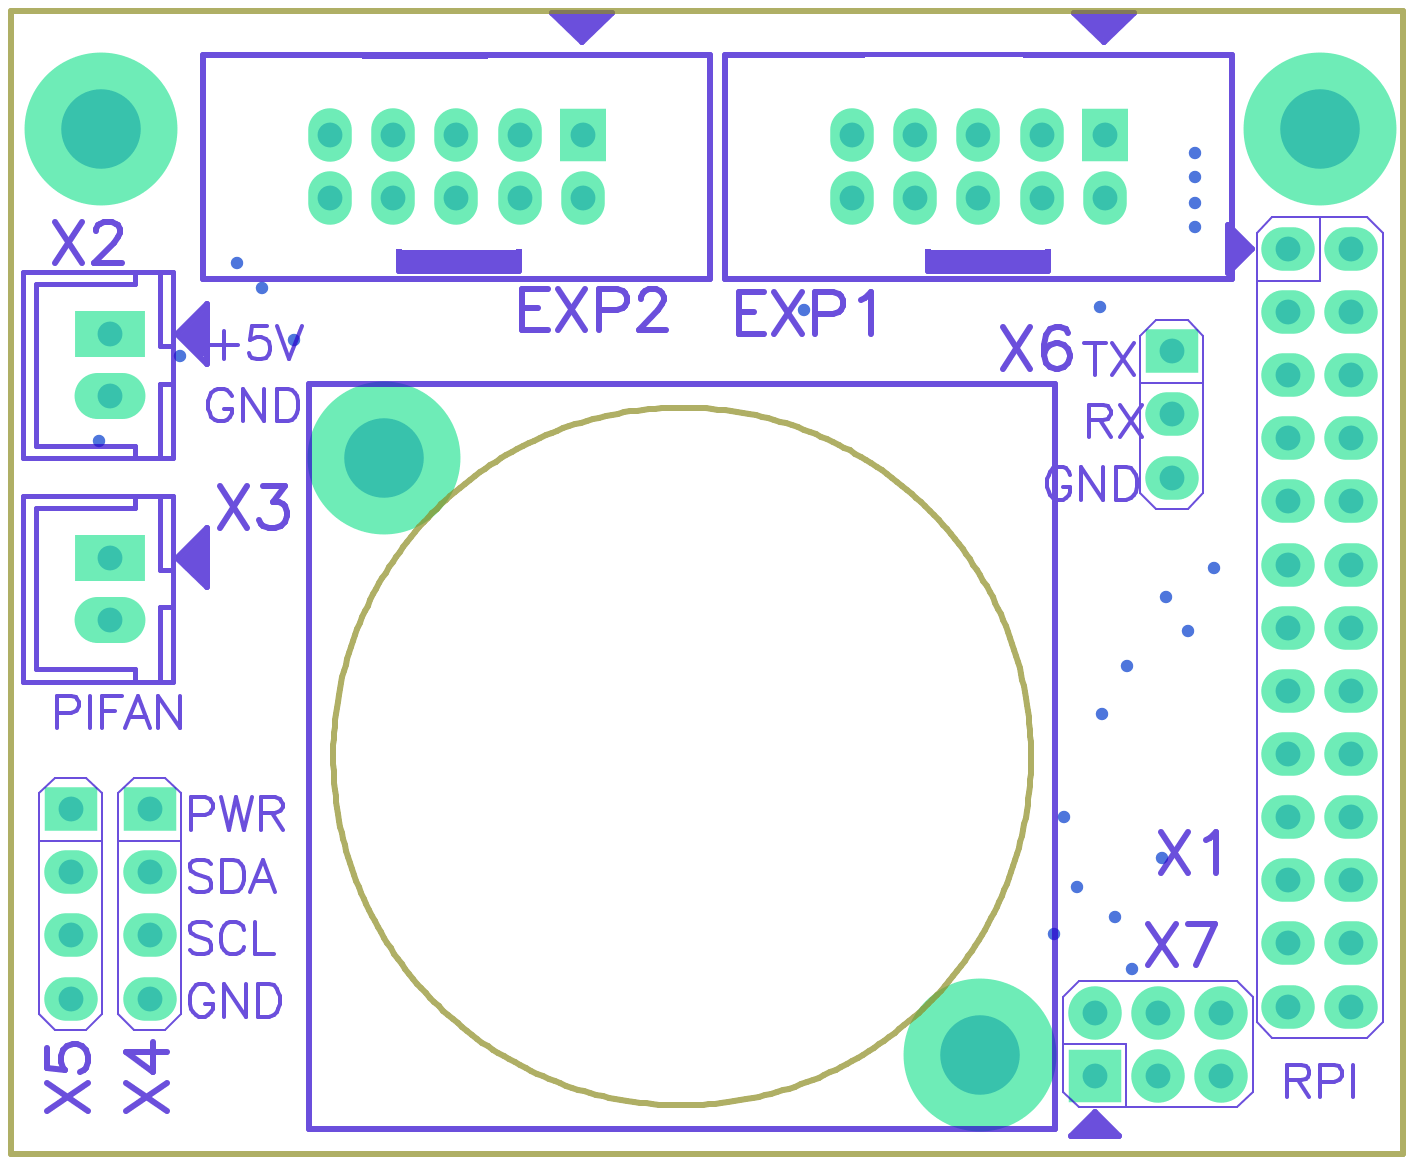 X2
EXP2
EXP1
+5V
X6
TX
GND
RX
X3
GND
PIFAN
PWR
X1
SDA
SCL
X7
GND
X5
X4
RPI